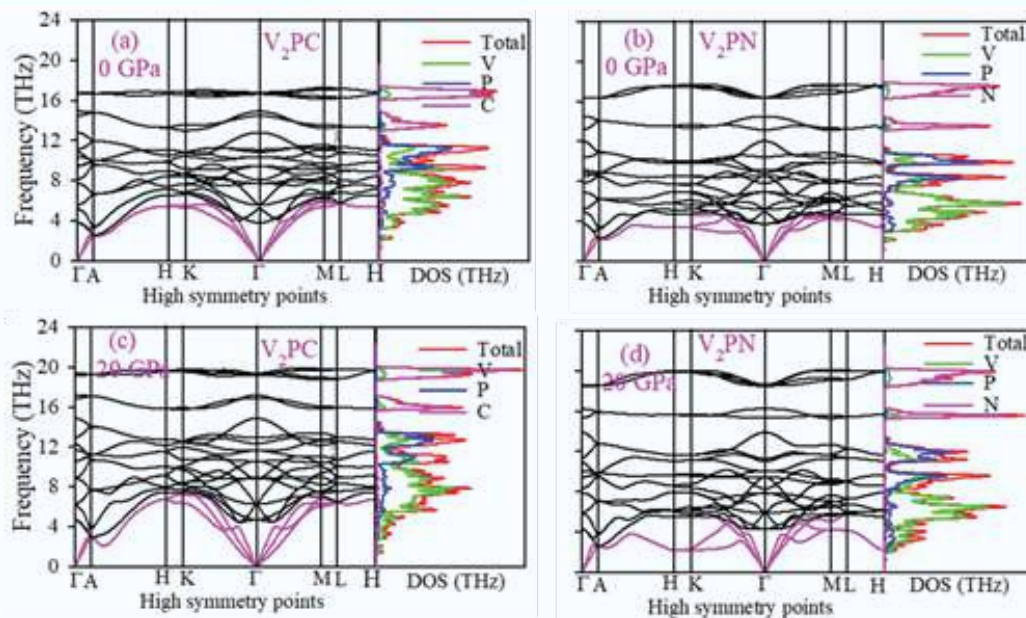 24
20
16
12
8
4
0
Frequency (THz)
(a)
0 GPa
V₂PC
Total
V
P
C
Γ A H K Γ M L H DOS (THz)
High symmetry points
(b)
0 GPa
V₂PN
Total
V
P
N
Γ A H K Γ M L H DOS (THz)
High symmetry points
24
20
16
12
8
4
0
Frequency (THz)
(c)
20 GPa
V₂PC
Total
V
P
C
Γ A H K Γ M L H DOS (THz)
High symmetry points
(d)
20 GPa
V₂PN
Total
V
P
N
Γ A H K Γ M L H DOS (THz)
High symmetry points